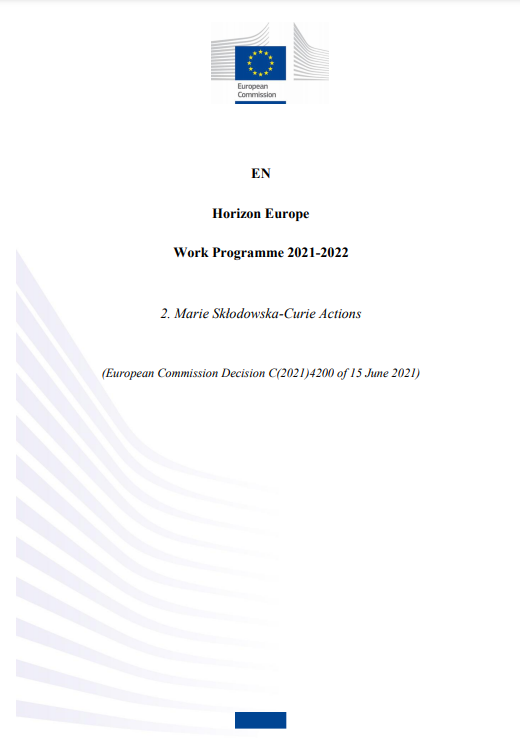 European
Commission
EN
Horizon Europe
Work Programme 2021-2022
2. Marie Skłodowska-Curie Actions
(European Commission Decision C(2021)4200 of 15 June 2021)